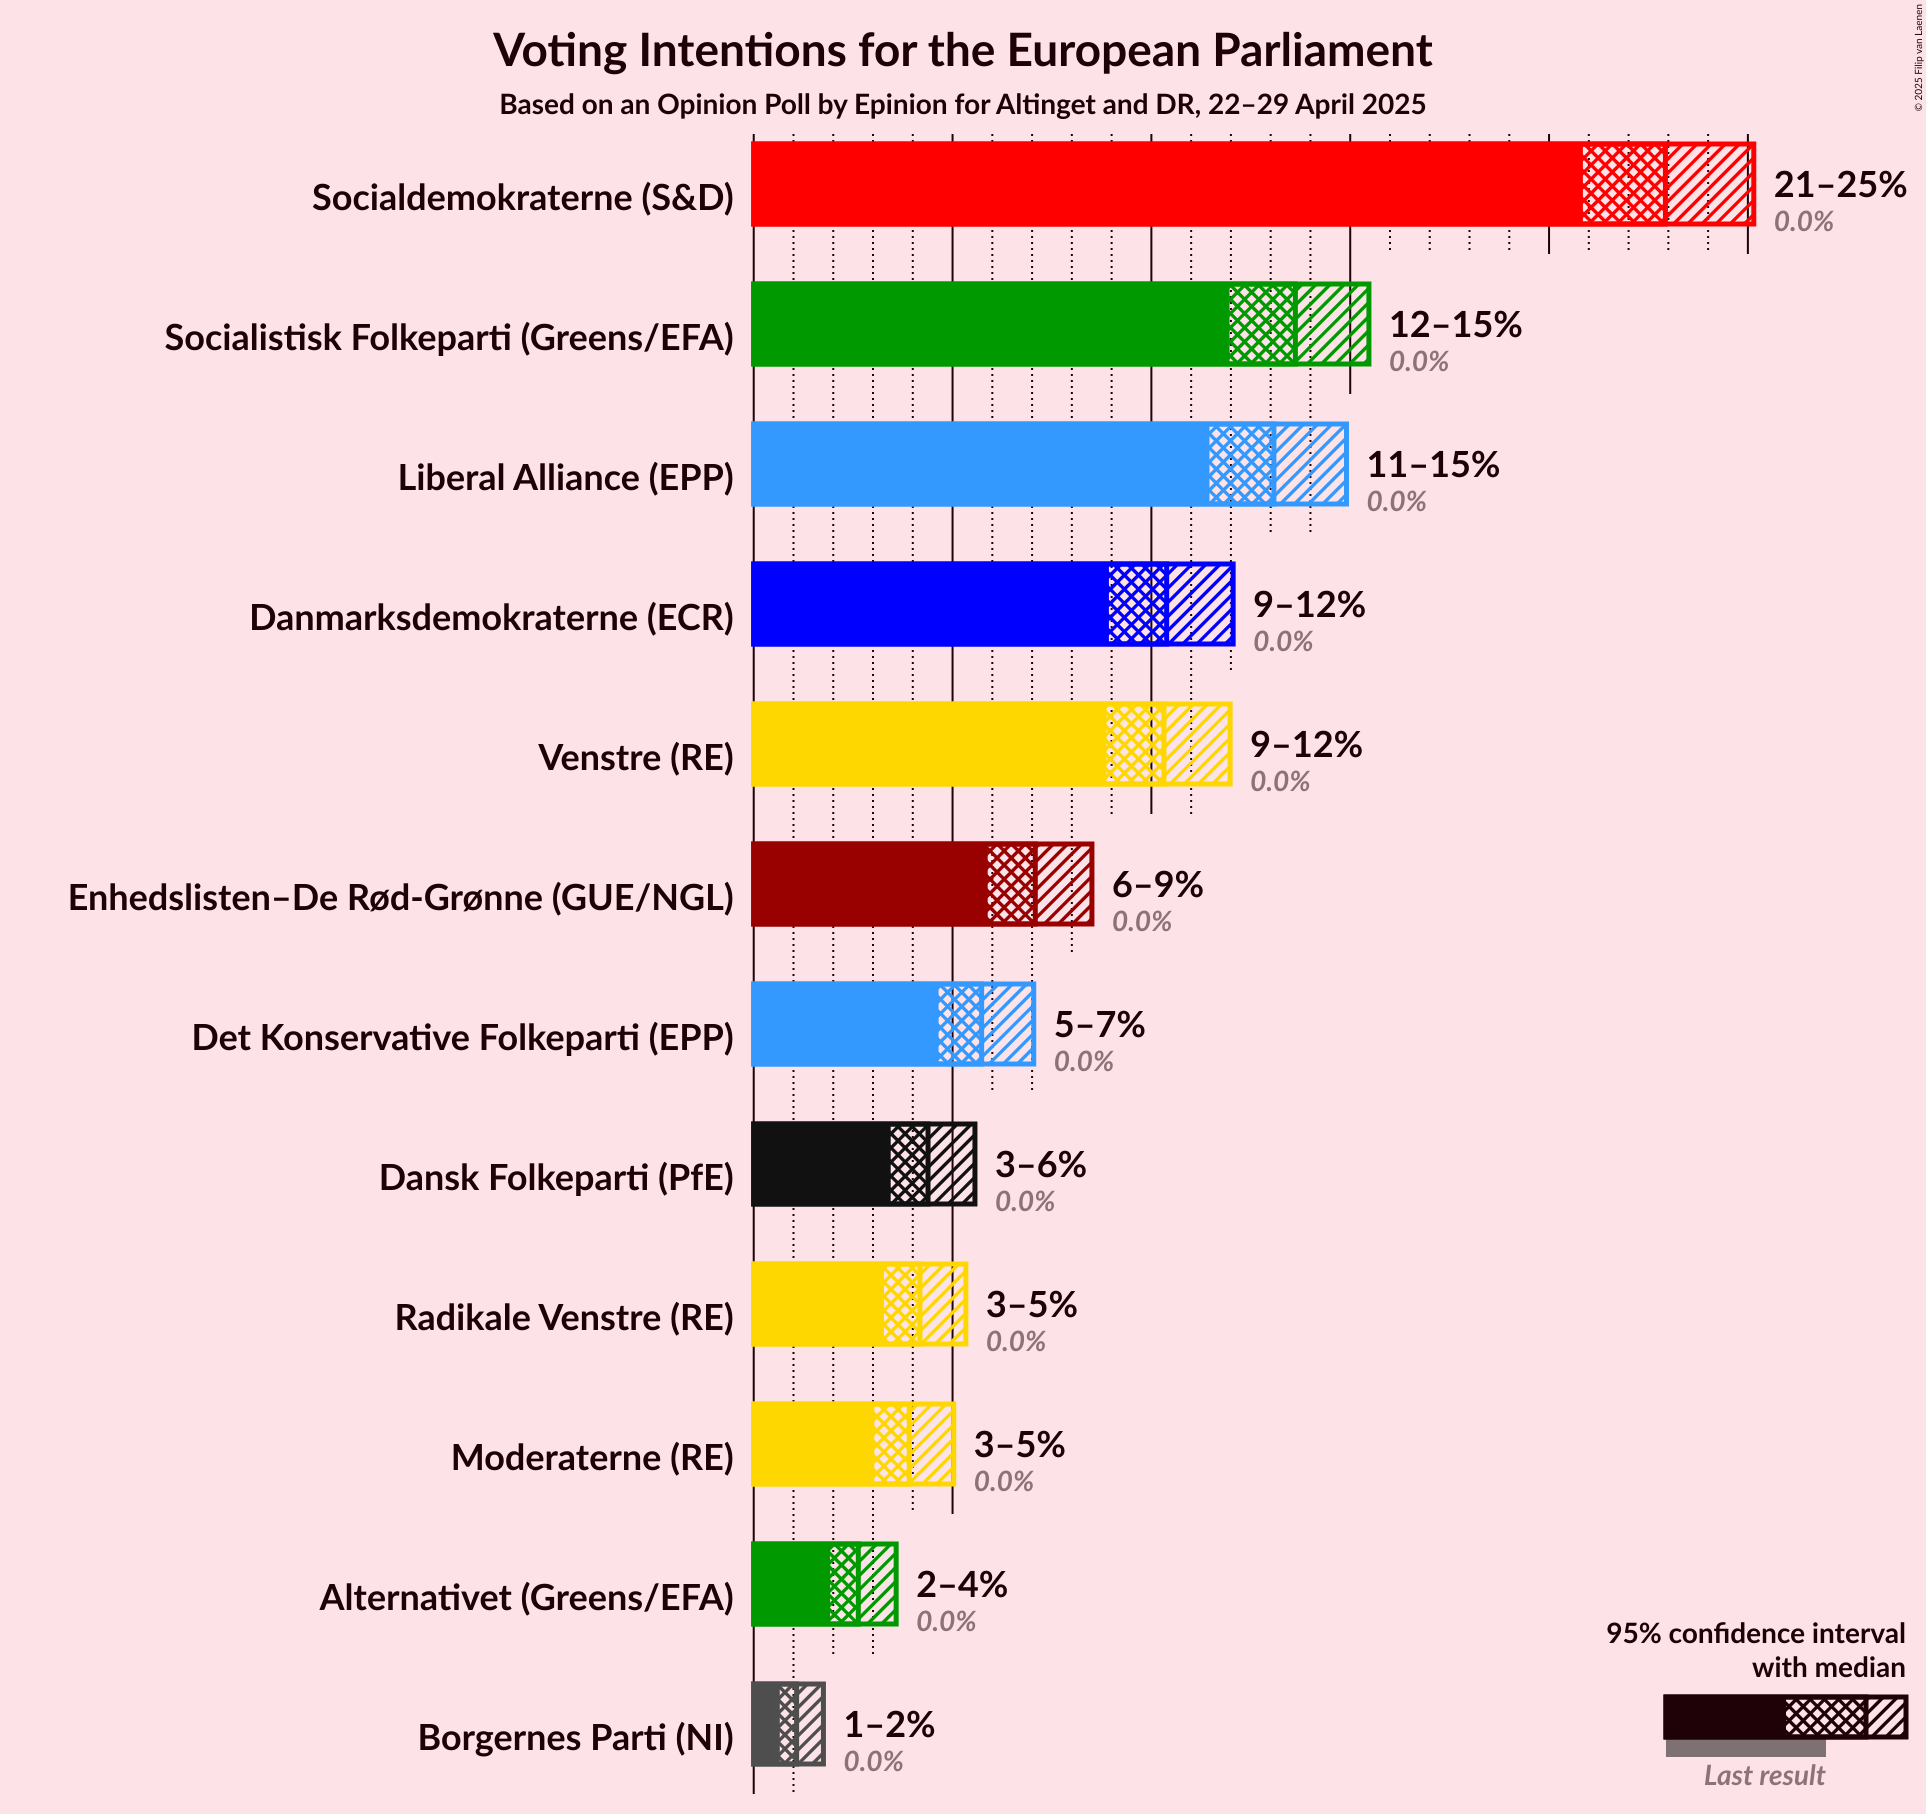 Voting Intentions for the European Parliament
Based on an Opinion Poll by Epinion for Altinget and DR, 22–29 April 2025
© 2025 Filip van Laenen
Socialdemokraterne (S&D)
21–25%
0.0%
Socialistisk Folkeparti (Greens/EFA)
12–15%
0.0%
Liberal Alliance (EPP)
11–15%
0.0%
Danmarksdemokraterne (ECR)
9–12%
0.0%
Venstre (RE)
9–12%
0.0%
Enhedslisten–De Rød-Grønne (GUE/NGL)
6–9%
0.0%
Det Konservative Folkeparti (EPP)
5–7%
0.0%
Dansk Folkeparti (PfE)
3–6%
0.0%
Radikale Venstre (RE)
3–5%
0.0%
Moderaterne (RE)
3–5%
0.0%
Alternativet (Greens/EFA)
2–4%
0.0%
Borgernes Parti (NI)
1–2%
0.0%
95% confidence interval
with median
Last result